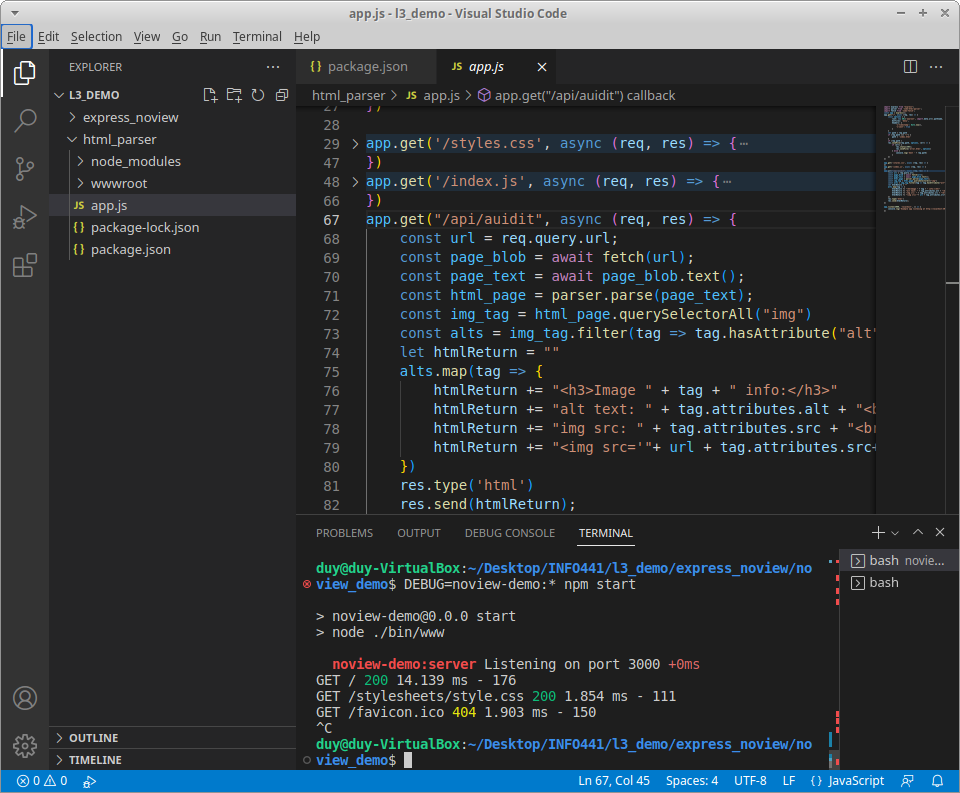 app.js - l3_demo - Visual Studio Code
File Edit Selection View Go Run Terminal Help
EXPLORER
L3_DEMO
express_noview
html_parser
node_modules
wwwroot
JS app.js
{} package-lock.json
{} package.json
OUTLINE
TIMELINE
{} package.json
JS app.js
html_parser > JS app.js > app.get("/api/auidit") callback
27 })
28
29 app.get('/styles.css', async (req, res) => {⋯
47 })
48 app.get('/index.js', async (req, res) => {⋯
66 })
67 app.get("/api/auidit", async (req, res) => {
68 const url = req.query.url;
69 const page_blob = await fetch(url);
70 const page_text = await page_blob.text();
71 const html_page = parser.parse(page_text);
72 const img_tag = html_page.querySelectorAll("img")
73 const alts = img_tag.filter(tag => tag.hasAttribute("alt"
74 let htmlReturn = ""
75 alts.map(tag => {
76 htmlReturn += "<h3>Image " + tag + " info:</h3>"
77 htmlReturn += "alt text: " + tag.attributes.alt + "<b
78 htmlReturn += "img src: " + tag.attributes.src + "<br
79 htmlReturn += "<img src='"+ url + tag.attributes.src+
80 })
81 res.type('html')
82 res.send(htmlReturn);
PROBLEMS OUTPUT DEBUG CONSOLE TERMINAL
duy@duy-VirtualBox:~/Desktop/INFO441/l3_demo/express_noview/no
view_demo$ DEBUG=noview-demo:* npm start
> noview-demo@0.0.0 start
> node ./bin/www
noview-demo:server Listening on port 3000 +0ms
GET / 200 14.139 ms - 176
GET /stylesheets/style.css 200 1.854 ms - 111
GET /favicon.ico 404 1.903 ms - 150
^C
duy@duy-VirtualBox:~/Desktop/INFO441/l3_demo/express_noview/no
view_demo$
bash novie...
bash
0 0
Ln 67, Col 45 Spaces: 4 UTF-8 LF {} JavaScript